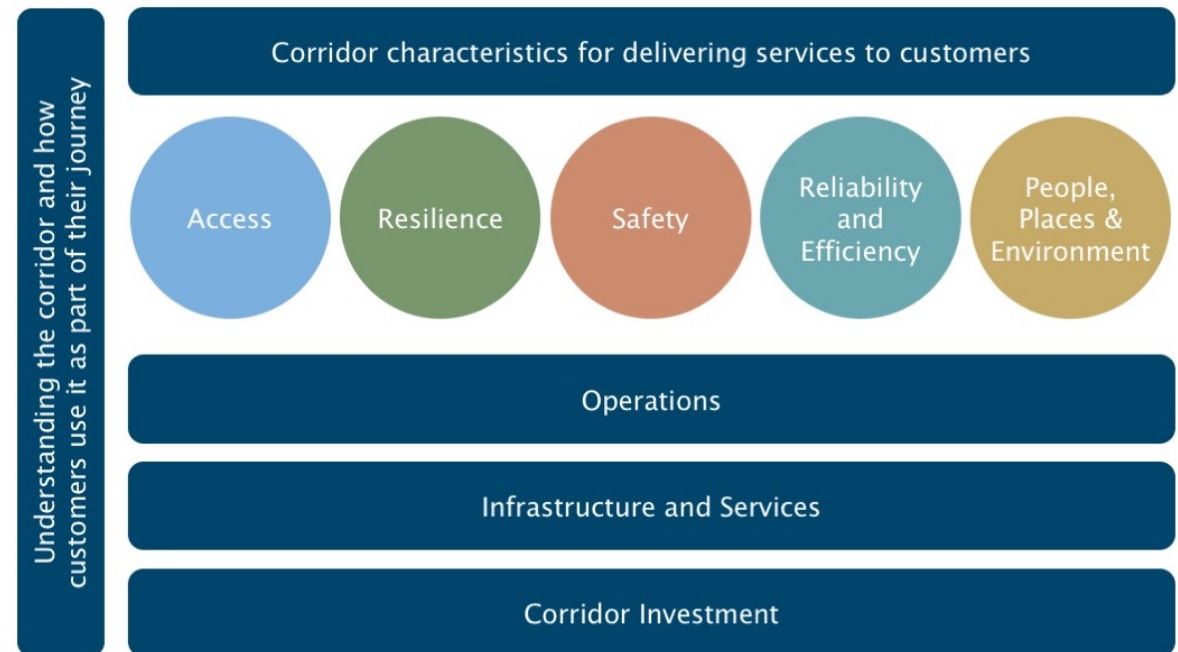 Understanding the corridor and how
customers use it as part of their journey
Corridor characteristics for delivering services to customers
Access
Resilience
Safety
Reliability
and
Efficiency
People,
Places &
Environment
Operations
Infrastructure and Services
Corridor Investment